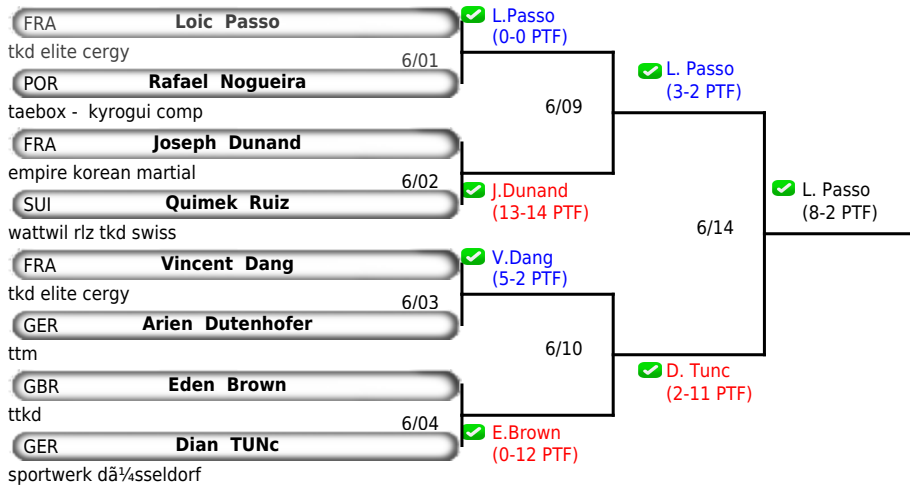 FRA Loic Passo
tkd elite cergy
6/01
POR Rafael Nogueira
taebox - kyrogui comp
FRA Joseph Dunand
empire korean martial
6/02
SUI Quimek Ruiz
wattwil rlz tkd swiss
FRA Vincent Dang
tkd elite cergy
6/03
GER Arien Dutenhofer
ttm
GBR Eden Brown
ttkd
6/04
GER Dian TUNc
sportwerk dã¼sseldorf
L.Passo
(0-0 PTF)
6/09
J.Dunand
(13-14 PTF)
V.Dang
(5-2 PTF)
6/10
E.Brown
(0-12 PTF)
L. Passo
(3-2 PTF)
6/14
D. Tunc
(2-11 PTF)
L. Passo
(8-2 PTF)